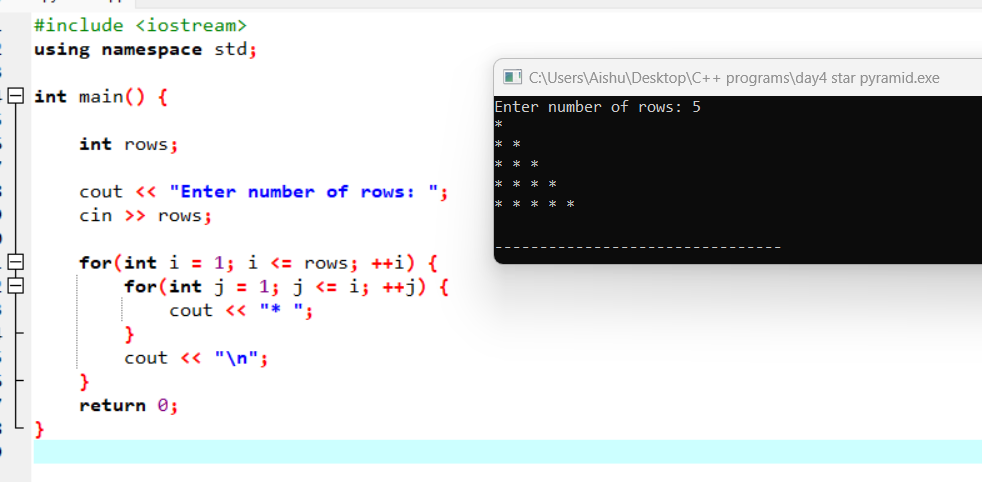 #include <iostream>
using namespace std;
int main() {
int rows;
cout << "Enter number of rows: ";
cin >> rows;
for(int i = 1; i <= rows; ++i) {
for(int j = 1; j <= i; ++j) {
cout << "* ";
}
cout << "\n";
}
return 0;
}
C:\Users\Aishu\Desktop\C++ programs\day4 star pyramid.exe
Enter number of rows: 5
*
* *
* * *
* * * *
* * * * *
--------------------------------